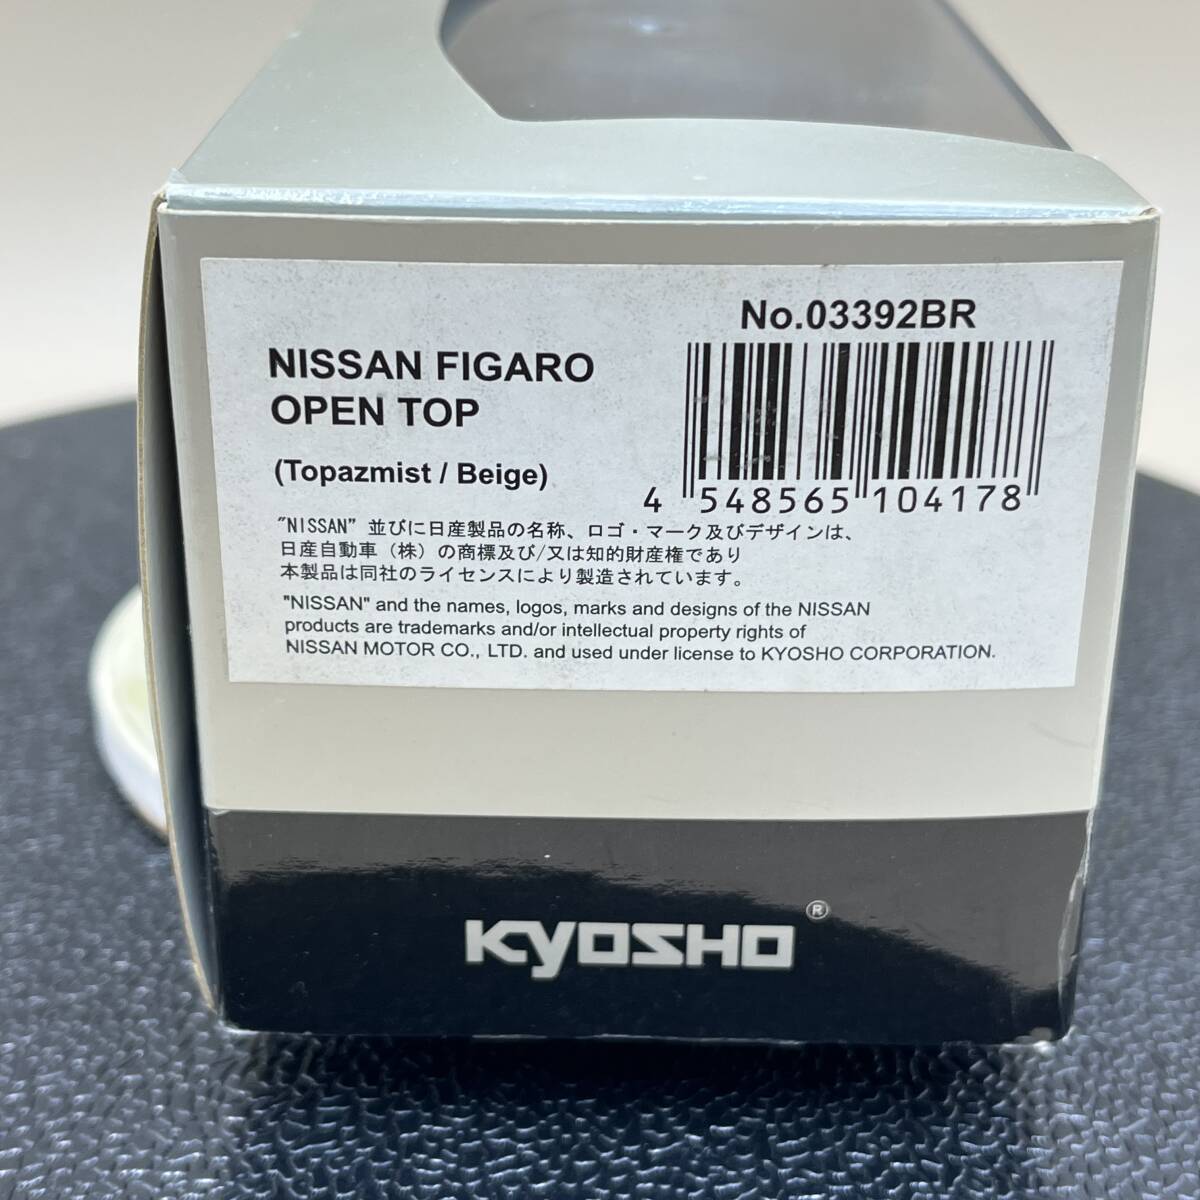 No.03392BR
NISSAN FIGARO
OPEN TOP
(Topazmist / Beige)
4 548565 104178
"NISSAN" 並びに日産製品の名称、ロゴ・マーク及びデザインは、
日産自動車（株）の商標及び/又は知的財産権であり
本製品は同社のライセンスにより製造されています。
"NISSAN" and the names, logos, marks and designs of the NISSAN
products are trademarks and/or intellectual property rights of
NISSAN MOTOR CO., LTD. and used under license to KYOSHO CORPORATION.
KYOSHO ®